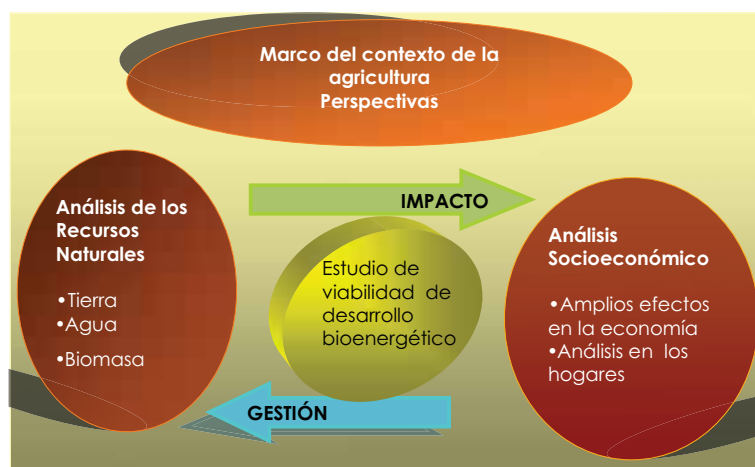 Marco del contexto de la
agricultura
Perspectivas
Análisis de los
Recursos
Naturales
•Tierra
•Agua
•Biomasa
IMPACTO
Estudio de
viabilidad de
desarrollo
bioenergético
GESTIÓN
Análisis
Socioeconómico
•Amplios efectos
en la economía
•Análisis en los
hogares